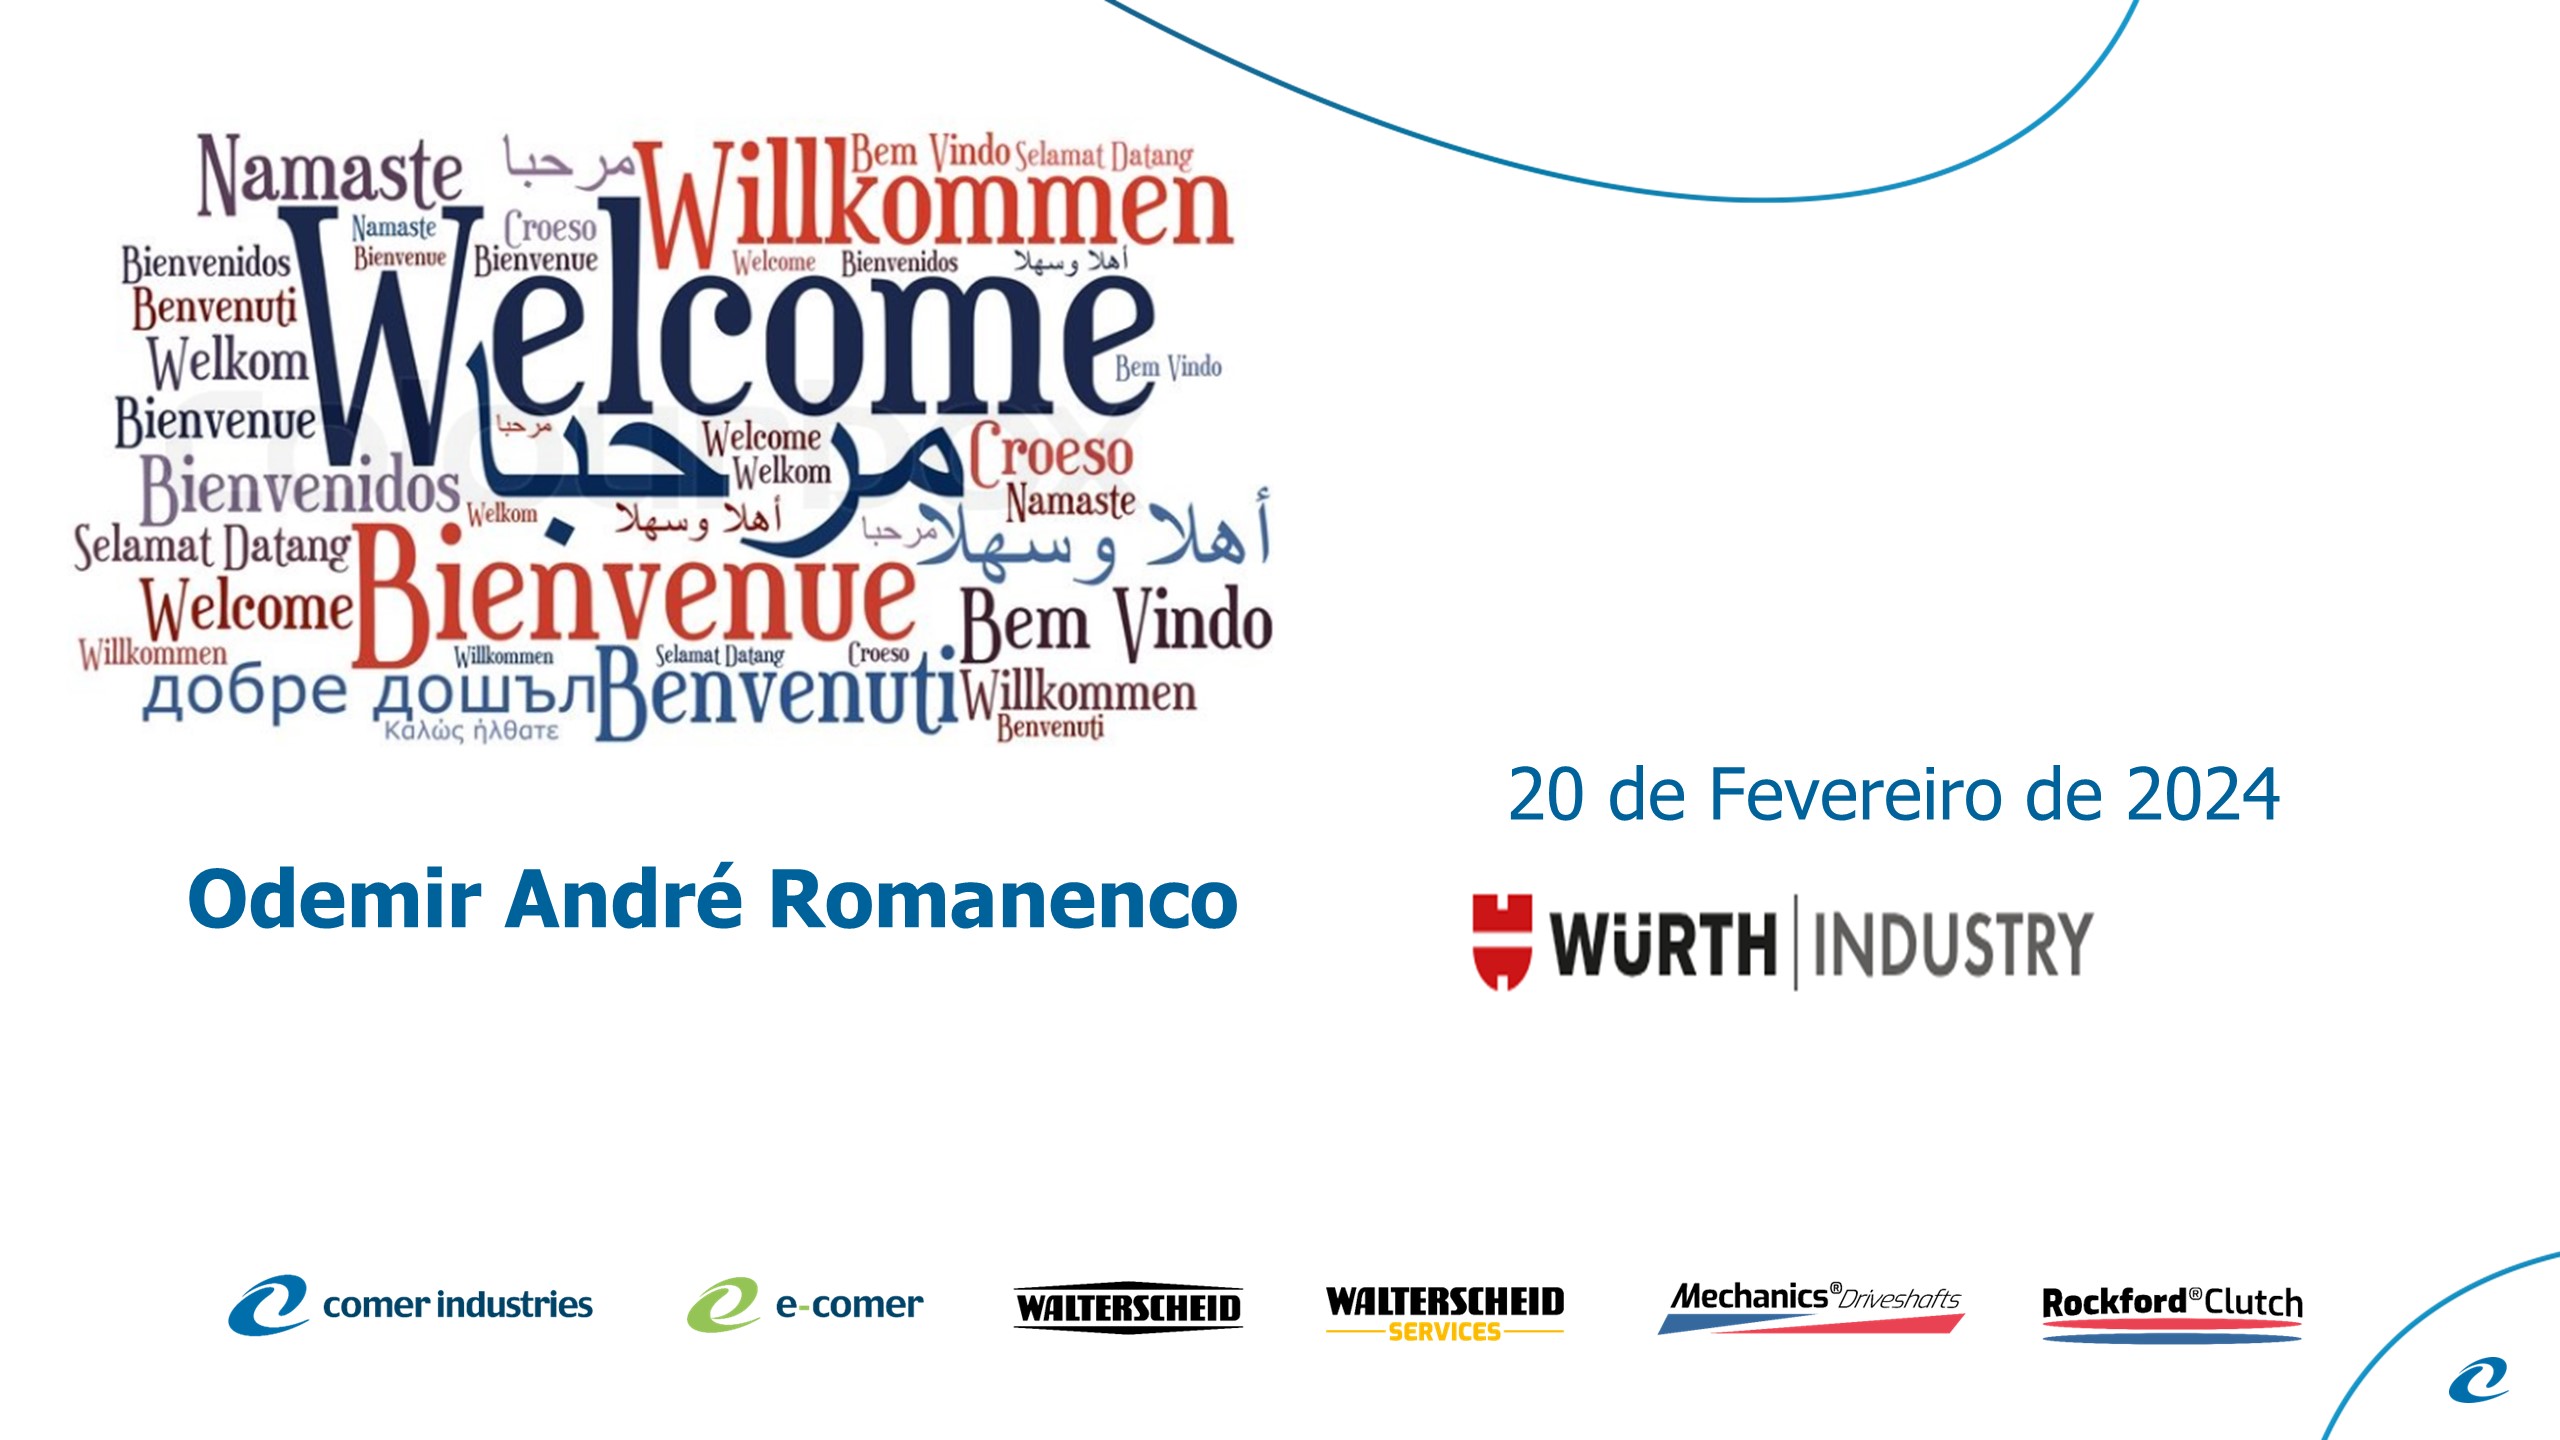 Namaste مرحبا Willkommen Bem Vindo Selamat Datang
Namaste Croeso
Bienvenidos Bienvenue Bienvenue Welcome Bienvenidos أهلا وسهلا
Welcome
Benvenuti
Welkom
Bem Vindo
Bienvenue
مرحبا
مرحبا Welcome Croeso
Welkom
Bienvenidos Namaste
Welkom أهلا وسهلا مرحبا أهلا وسهلا
Selamat Datang
Bienvenue
Welcome Bem Vindo
Willkommen Willkommen Selamat Datang Croeso
добре дошъл Benvenuti Willkommen
Καλώς ήλθατε Benvenuti
20 de Fevereiro de 2024
Odemir André Romanenco
WÜRTH INDUSTRY
comer industries
e-comer
WALTERSCHEID
WALTERSCHEID
SERVICES
Mechanics® Driveshafts
Rockford® Clutch